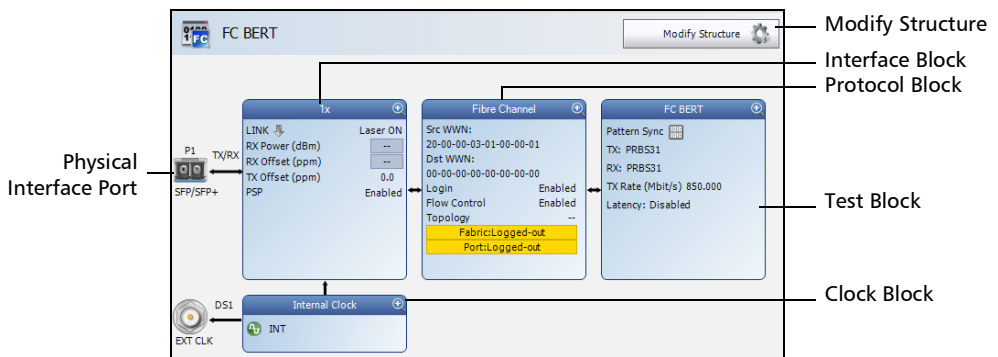 FC BERT
Modify Structure
Modify Structure
Interface Block
Protocol Block
Physical
Interface Port
P1
TX/RX
SFP/SFP+
1x
LINK Laser ON
RX Power (dBm) --
RX Offset (ppm) --
TX Offset (ppm) 0.0
PSP Enabled
Fibre Channel
Src WWN:
20-00-00-03-01-00-00-01
Dst WWN:
00-00-00-00-00-00-00-00
Login Enabled
Flow Control Enabled
Topology --
Fabric:Logged-out
Port:Logged-out
FC BERT
Pattern Sync
TX: PRBS31
RX: PRBS31
TX Rate (Mbit/s) 850.000
Latency: Disabled
Test Block
DS1
EXT CLK
Internal Clock
INT
Clock Block